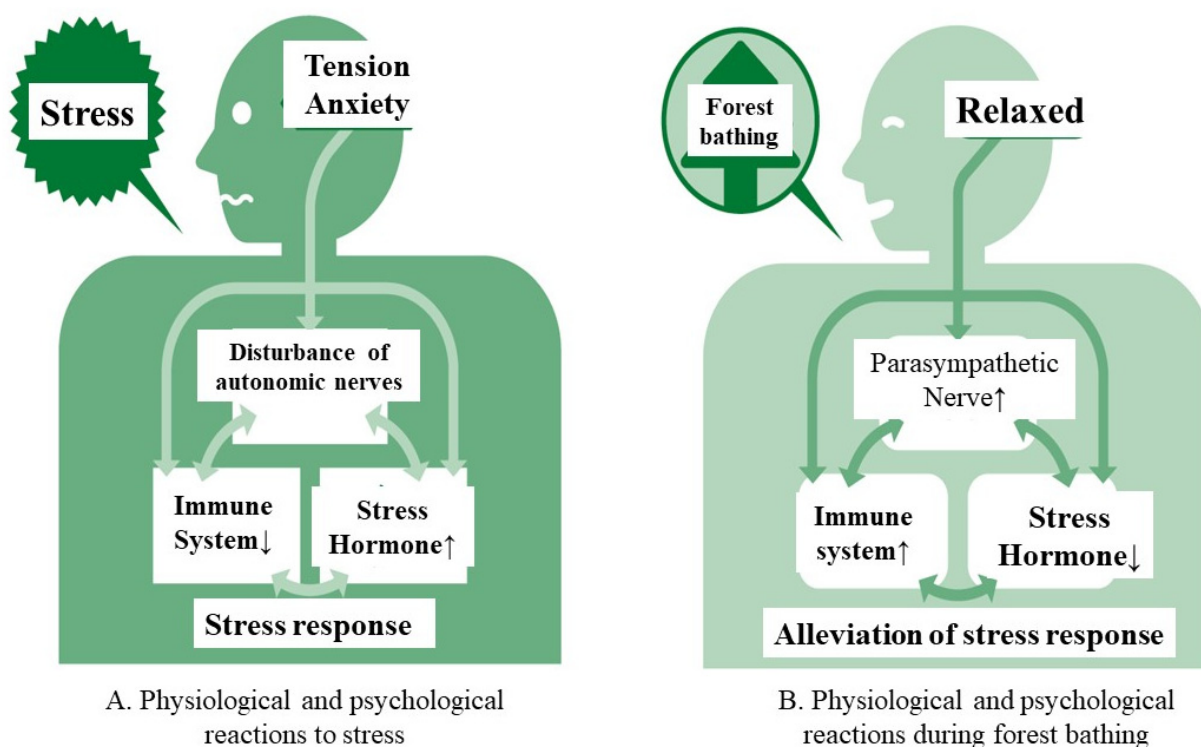 Stress
Tension
Anxiety
Disturbance of
autonomic nerves
Immune
System↓
Stress
Hormone↑
Stress response
A. Physiological and psychological
reactions to stress
Forest
bathing
Relaxed
Parasympathetic
Nerve↑
Immune
system↑
Stress
Hormone↓
Alleviation of stress response
B. Physiological and psychological
reactions during forest bathing